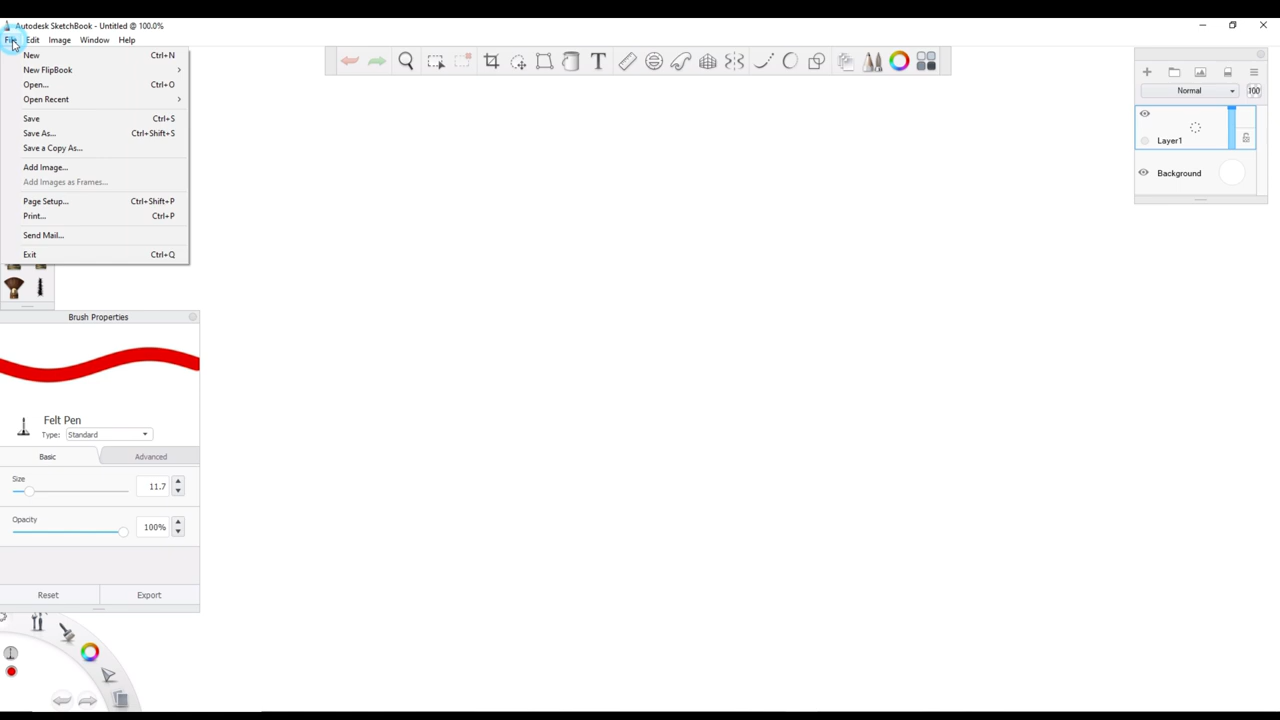 Autodesk SketchBook - Untitled @ 100.0%
File Edit Image Window Help
New Ctrl+N
New FlipBook
Open... Ctrl+O
Open Recent
Save Ctrl+S
Save As... Ctrl+Shift+S
Save a Copy As...
Add Image...
Add Images as Frames...
Page Setup... Ctrl+Shift+P
Print... Ctrl+P
Send Mail...
Exit Ctrl+Q
Brush Properties
Felt Pen
Type: Standard
Basic Advanced
Size
11.7
Opacity
100%
Reset Export
Normal 100
Layer1
Background